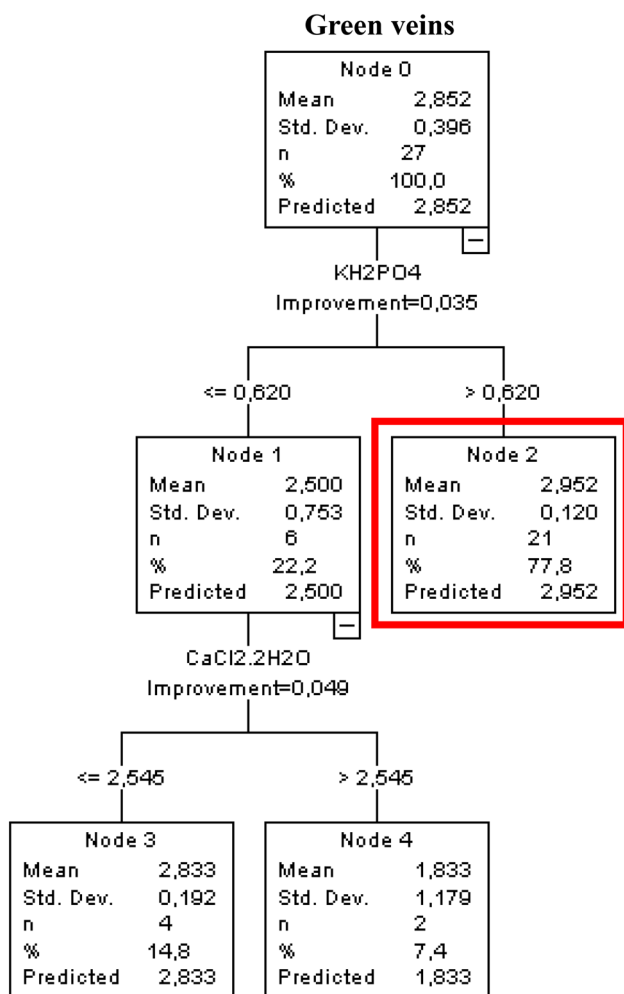 Green veins
Node 0
Mean 2,852
Std. Dev. 0,396
n 27
% 100,0
Predicted 2,852
KH2PO4
Improvement=0,035
<= 0,620
> 0,620
Node 1
Mean 2,500
Std. Dev. 0,753
n 6
% 22,2
Predicted 2,500
Node 2
Mean 2,952
Std. Dev. 0,120
n 21
% 77,8
Predicted 2,952
CaCl2.2H2O
Improvement=0,049
<= 2,545
> 2,545
Node 3
Mean 2,833
Std. Dev. 0,192
n 4
% 14,8
Predicted 2,833
Node 4
Mean 1,833
Std. Dev. 1,179
n 2
% 7,4
Predicted 1,833